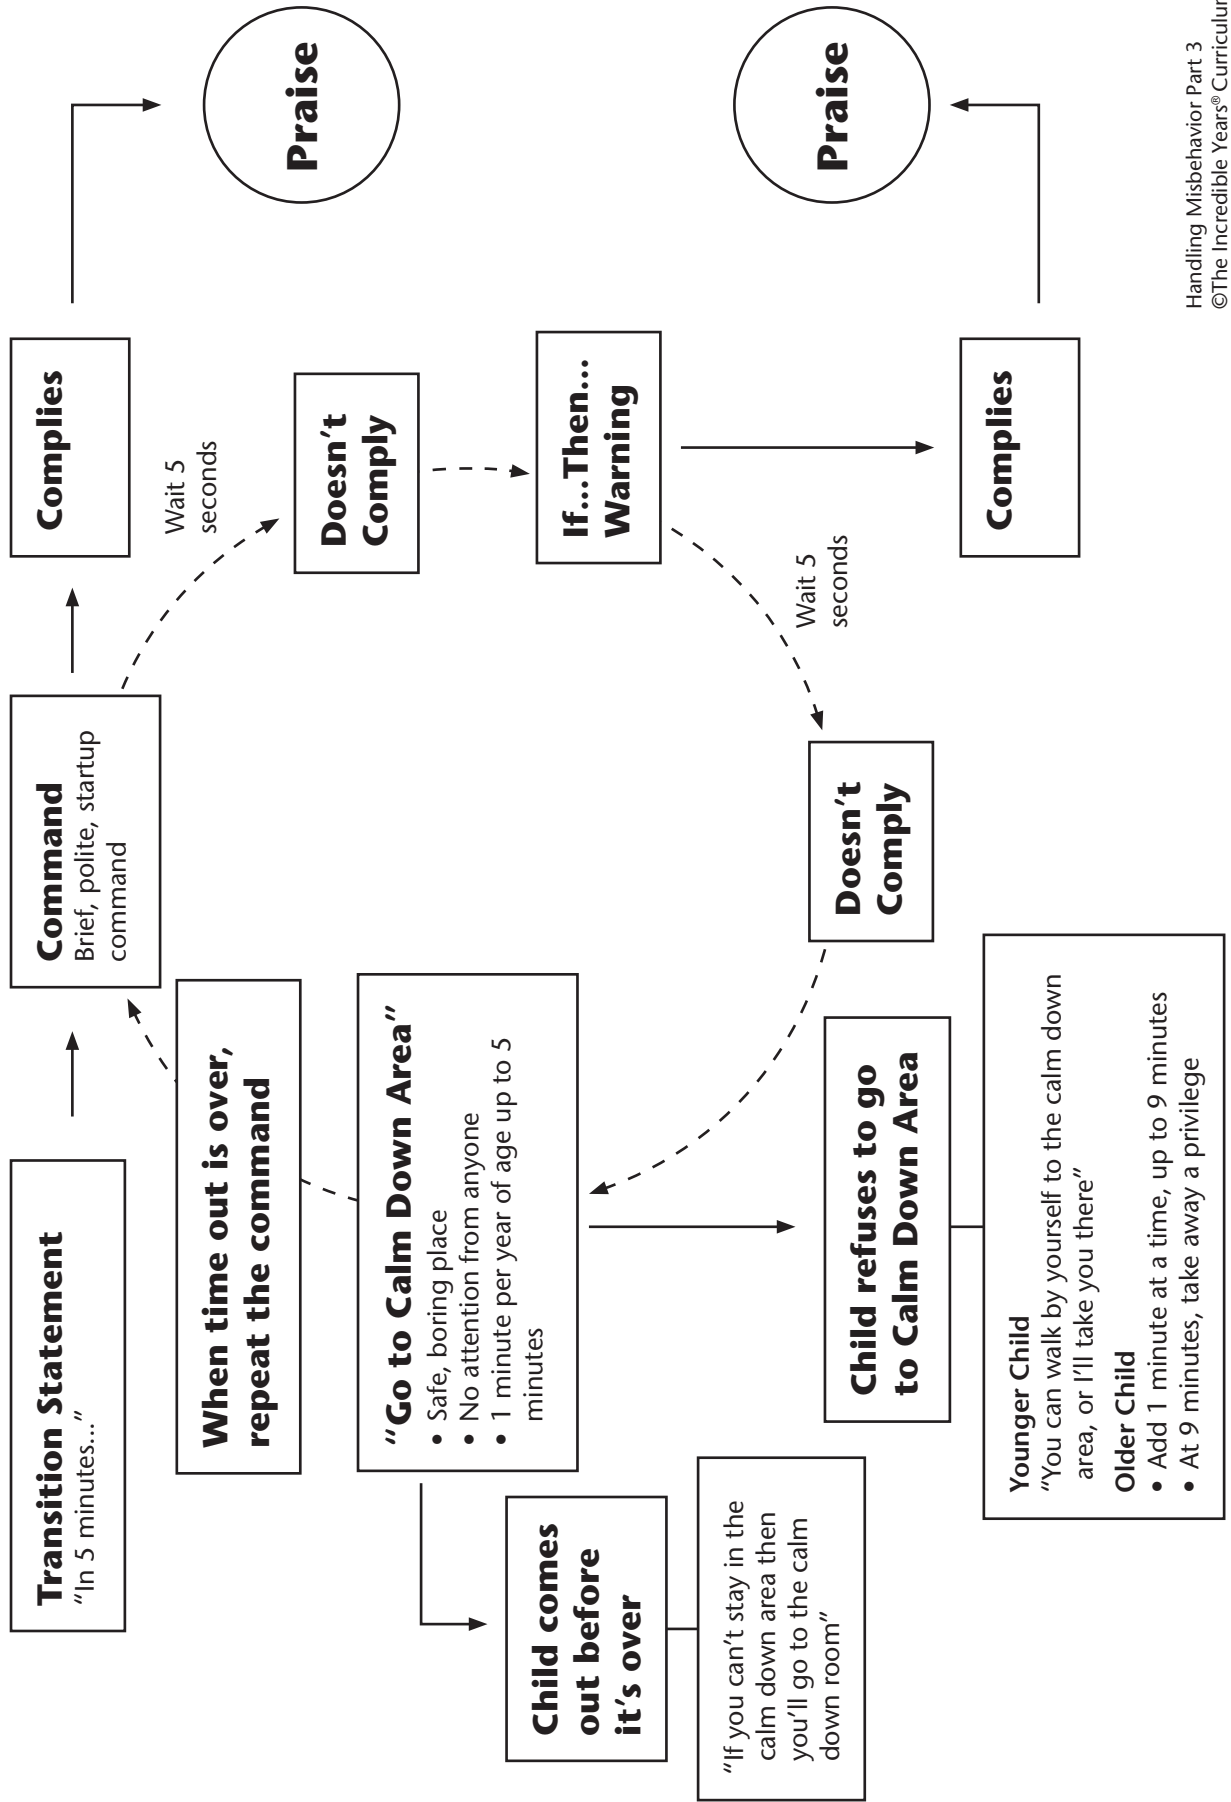 Transition Statement
“In 5 minutes...”
Command
Brief, polite, startup
command
Complies
Praise
Wait 5
seconds
Doesn’t
Comply
If...Then...
Warning
Complies
Praise
Wait 5
seconds
Doesn’t
Comply
When time out is over,
repeat the command
“Go to Calm Down Area”
• Safe, boring place
• No attention from anyone
• 1 minute per year of age up to 5
minutes
Child comes
out before
it’s over
“If you can’t stay in the
calm down area then
you’ll go to the calm
down room”
Child refuses to go
to Calm Down Area
Younger Child
“You can walk by yourself to the calm down
area, or I’ll take you there”
Older Child
• Add 1 minute at a time, up to 9 minutes
• At 9 minutes, take away a privilege
Handling Misbehavior Part 3
©The Incredible Years® Curriculum